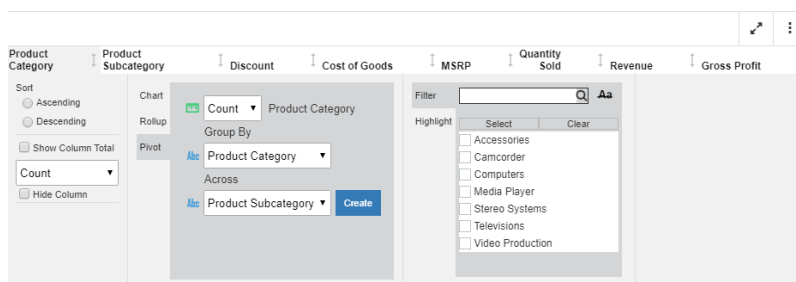 Product Category
Product Subcategory
Discount
Cost of Goods
MSRP
Quantity Sold
Revenue
Gross Profit
Sort
Ascending
Descending
Show Column Total
Count
Hide Column
Chart
Rollup
Pivot
Count Product Category
Group By
Abc Product Category
Across
Abc Product Subcategory Create
Filter
Aa
Highlight
Select Clear
Accessories
Camcorder
Computers
Media Player
Stereo Systems
Televisions
Video Production